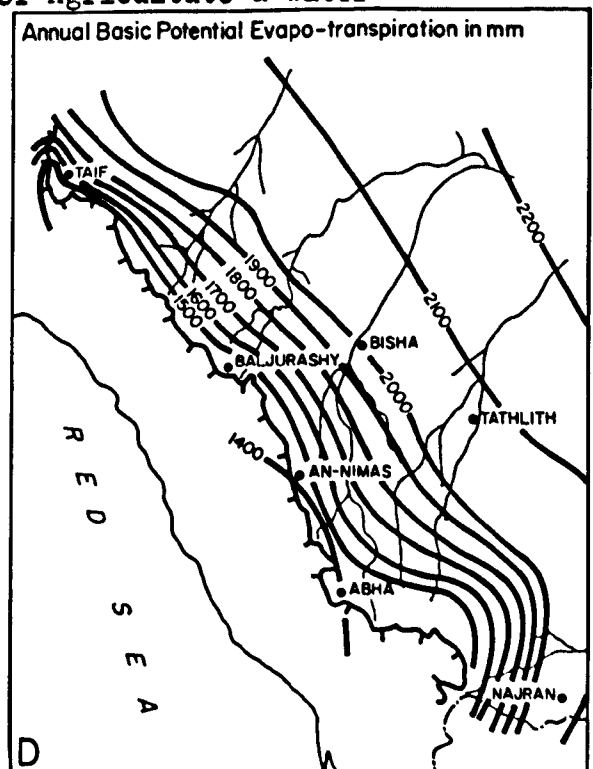 Annual Basic Potential Evapo-transpiration in mm
TAIF
2200
1900
1800
1700
1600
1500
2100
BALJURASHY
BISHA
2000
TATHLITH
1400
AN-NIMAS
RED SEA
ABHA
NAJRAN
D